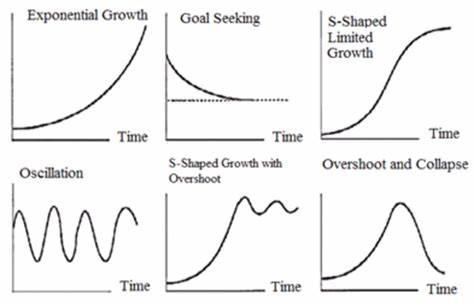 Exponential Growth
Time
Goal Seeking
Time
S-Shaped
Limited
Growth
Time
Oscillation
Time
S-Shaped Growth with
Overshoot
Time
Overshoot and Collapse
Time